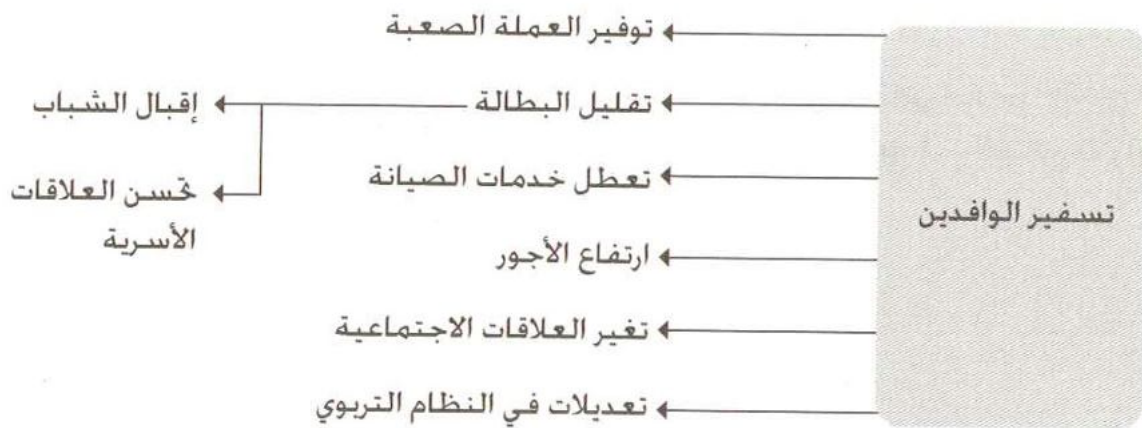 تسفير الوافدين
توفير العملة الصعبة
تقليل البطالة
إقبال الشباب
تحسن العلاقات
الأسرية
تعطل خدمات الصيانة
ارتفاع الأجور
تغير العلاقات الاجتماعية
تعديلات في النظام التربوي